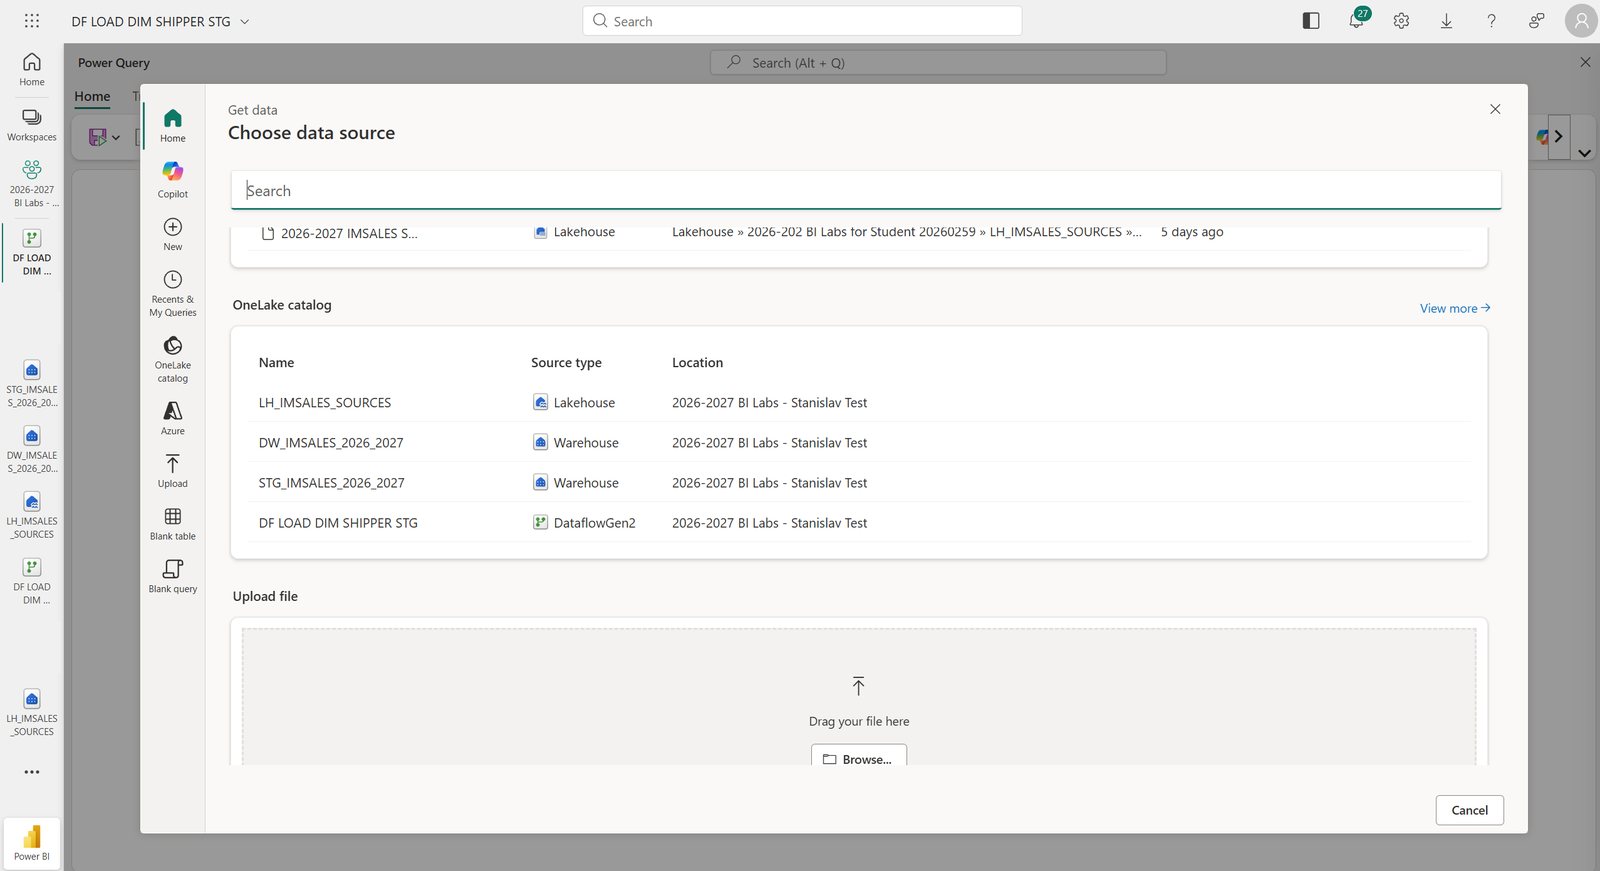 DF LOAD DIM SHIPPER STG
Search
27
Home
Workspaces
2026-2027
BI Labs - ...
DF LOAD
DIM ...
STG_IMSALE
S_2026_20...
DW_IMSALE
S_2026_20...
LH_IMSALES
_SOURCES
DF LOAD
DIM ...
LH_IMSALES
_SOURCES
Power BI
Power Query
Search (Alt + Q)
Home
Home
Copilot
New
Recents &
My Queries
OneLake
catalog
Azure
Upload
Blank table
Blank query
Get data
Choose data source
Search
2026-2027 IMSALES S... Lakehouse Lakehouse » 2026-202 BI Labs for Student 20260259 » LH_IMSALES_SOURCES »... 5 days ago
OneLake catalog
View more
Name Source type Location
LH_IMSALES_SOURCES Lakehouse 2026-2027 BI Labs - Stanislav Test
DW_IMSALES_2026_2027 Warehouse 2026-2027 BI Labs - Stanislav Test
STG_IMSALES_2026_2027 Warehouse 2026-2027 BI Labs - Stanislav Test
DF LOAD DIM SHIPPER STG DataflowGen2 2026-2027 BI Labs - Stanislav Test
Upload file
Drag your file here
Browse...
Cancel